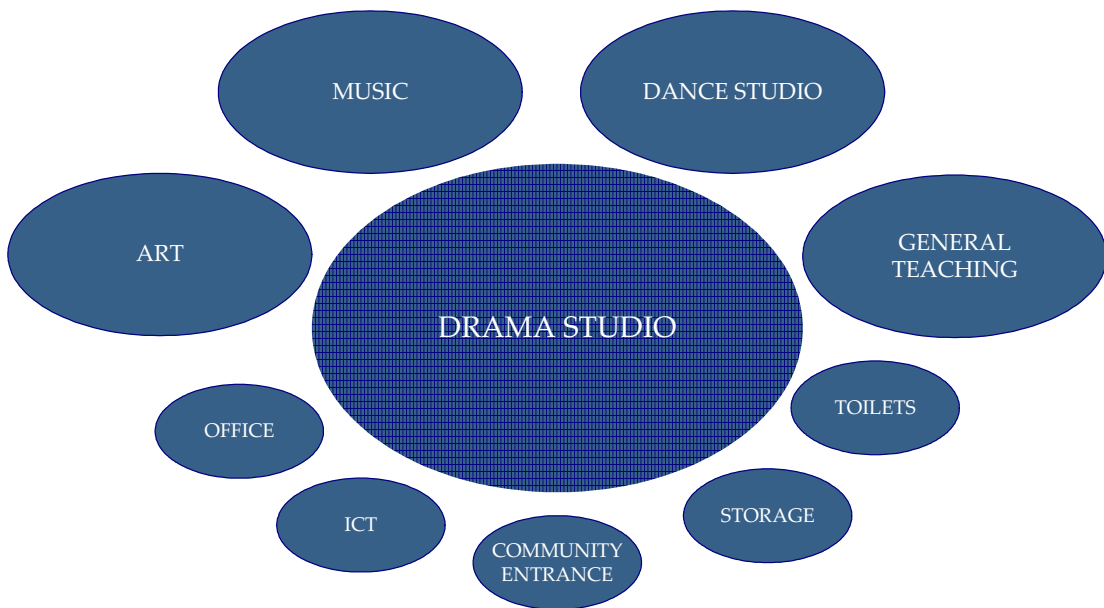 MUSIC
DANCE STUDIO
ART
GENERAL
TEACHING
DRAMA STUDIO
TOILETS
OFFICE
STORAGE
ICT
COMMUNITY
ENTRANCE